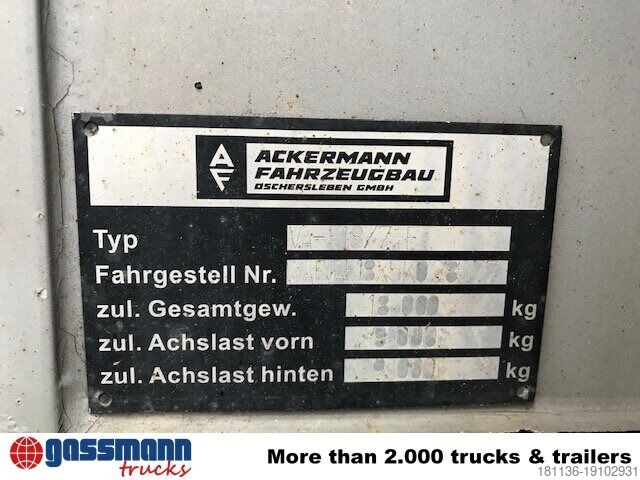 AF
ACKERMANN
FAHRZEUGBAU
OSCHERSLEBEN GMBH
Typ
Fahrgestell Nr.
zul. Gesamtgew. kg
zul. Achslast vorn kg
zul. Achslast hinten kg
gassmann
trucks
More than 2.000 trucks & trailers
181136-19102931